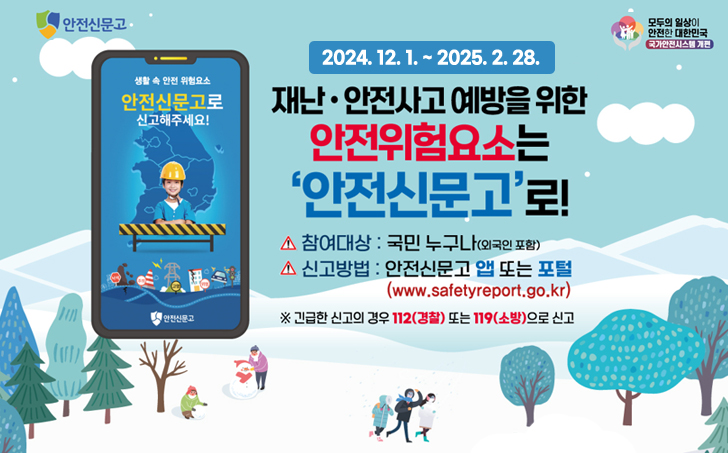 안전신문고
모두의 일상이
안전한 대한민국
국가안전시스템 개편
2024. 12. 1. ~ 2025. 2. 28.
생활 속 안전 위험요소
안전신문고로
신고해주세요!
안전신문고
재난·안전사고 예방을 위한
안전위험요소는
‘안전신문고’로!
참여대상 : 국민 누구나(외국인 포함)
신고방법 : 안전신문고 앱 또는 포털
(www.safetyreport.go.kr)
※ 긴급한 신고의 경우 112(경찰) 또는 119(소방)으로 신고